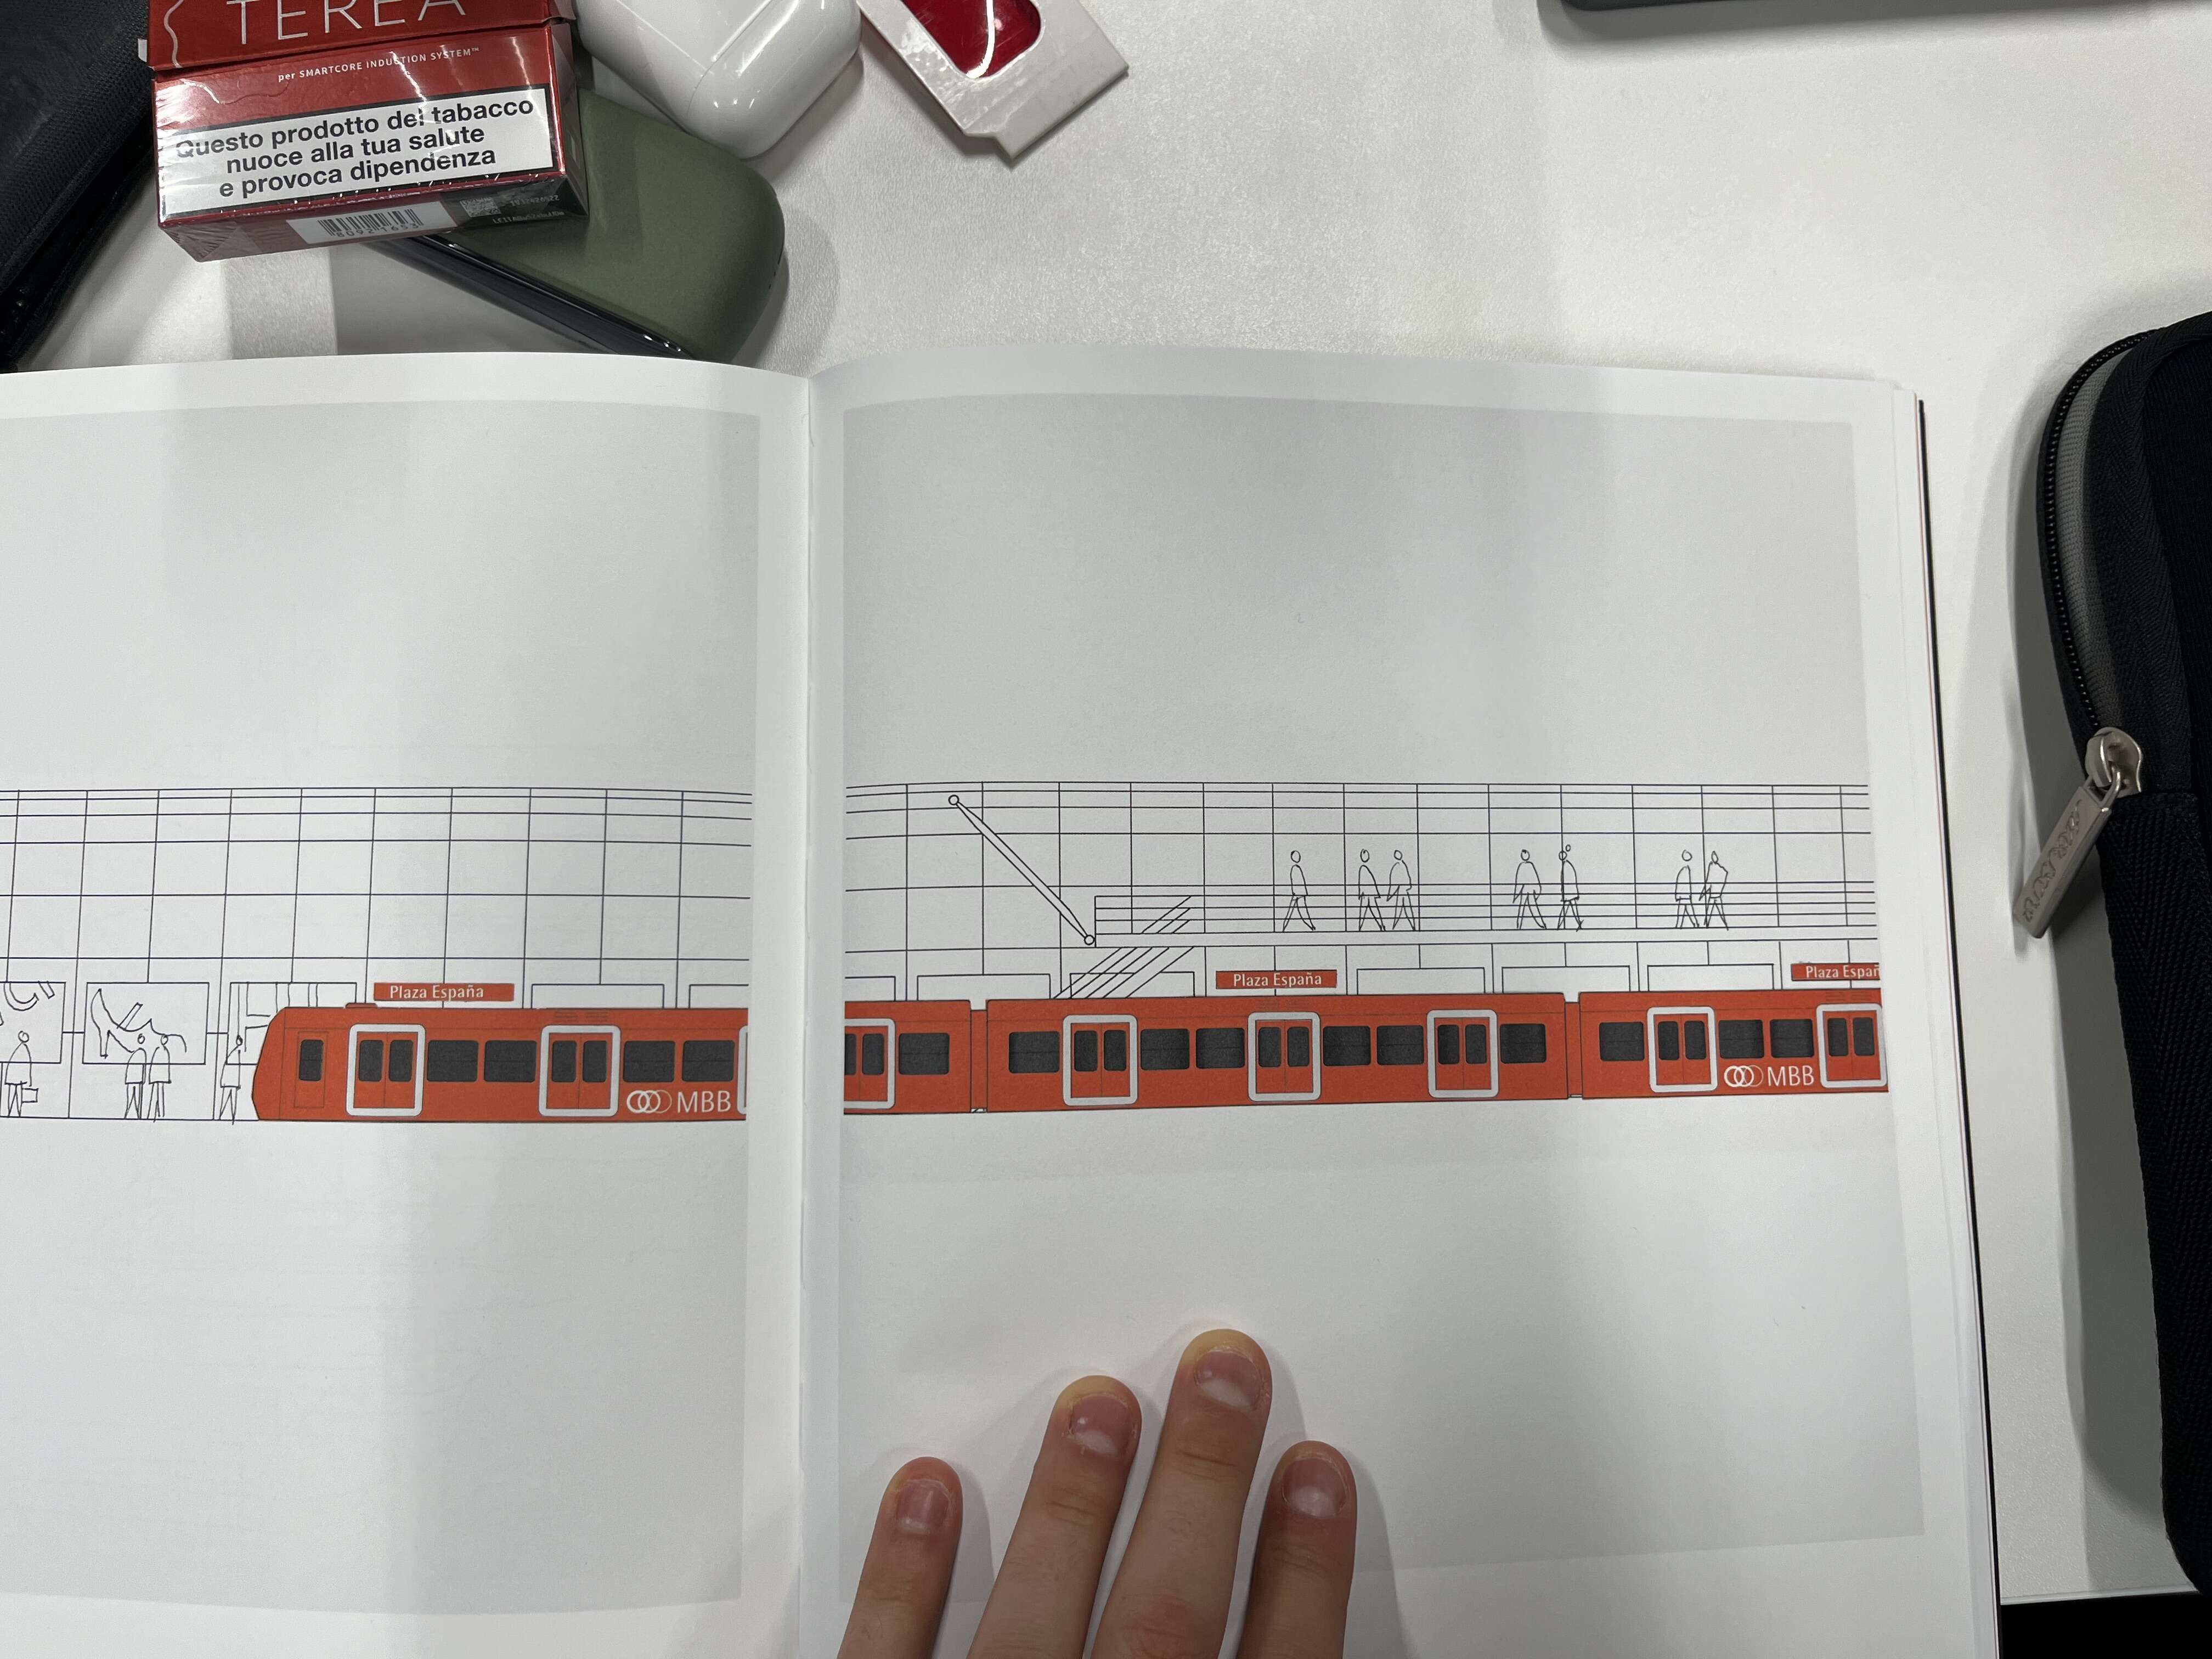 Plaza España
MBB
Plaza España
MBB
Plaza Españ
Questo prodotto del tabacco
nuoce alla tua salute
e provoca dipendenza
per SMARTCORE INDUCTION SYSTEM™
TEREA